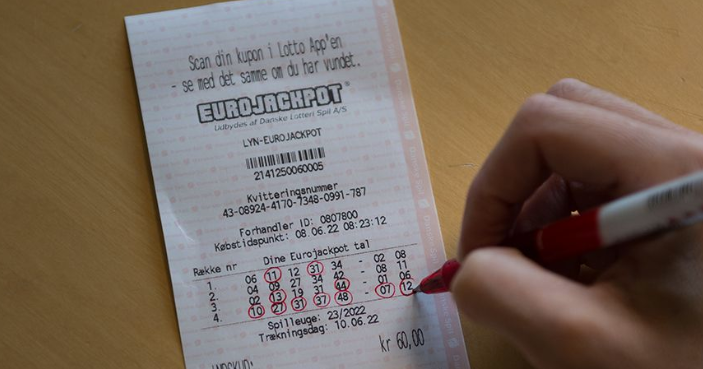 Scan din kupon i Lotto App'en
- se med det samme om du har vundet.
EUROJACKPOT
Udbydes af Danske Lotteri Spil A/S
LYN-EUROJACKPOT
2141250060005
Kvitteringsnummer
43-08924-4170-7348-0991-787
Forhandler ID: 0807800
Købstidspunkt: 08.06.22 08:23:12
Række nr Dine Eurojackpot tal
1. 06 11 12 31 34 - 02 08
2. 04 09 27 34 42 - 08 11
3. 02 13 19 31 44 - 01 06
4. 10 27 31 37 48 - 07 12
Spilleuge: 23/2022
Trækningsdag: 10.06.22
kr 60,00